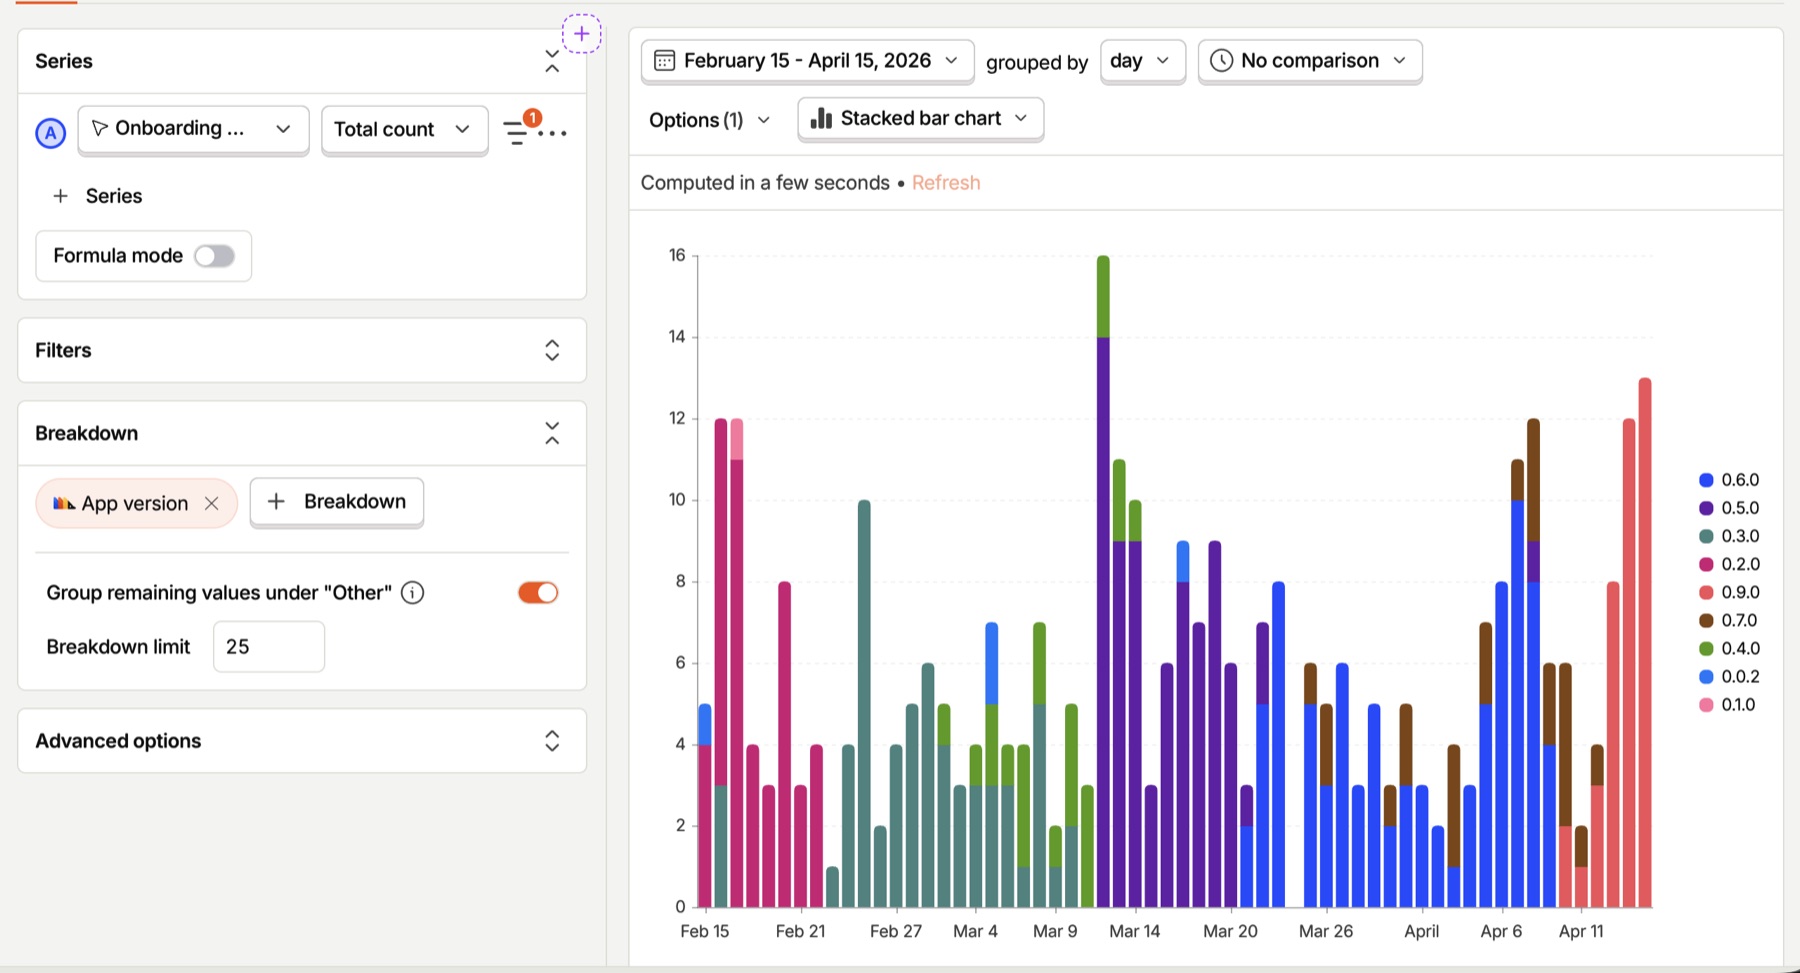 Series
A
Onboarding ...
Total count
1
+ Series
Formula mode
Filters
Breakdown
App version
+ Breakdown
Group remaining values under "Other"
Breakdown limit
25
Advanced options
February 15 - April 15, 2026
grouped by
day
No comparison
Options (1)
Stacked bar chart
Computed in a few seconds • Refresh
16
14
12
10
8
6
4
2
0
Feb 15
Feb 21
Feb 27
Mar 4
Mar 9
Mar 14
Mar 20
Mar 26
April
Apr 6
Apr 11
0.6.0
0.5.0
0.3.0
0.2.0
0.9.0
0.7.0
0.4.0
0.0.2
0.1.0